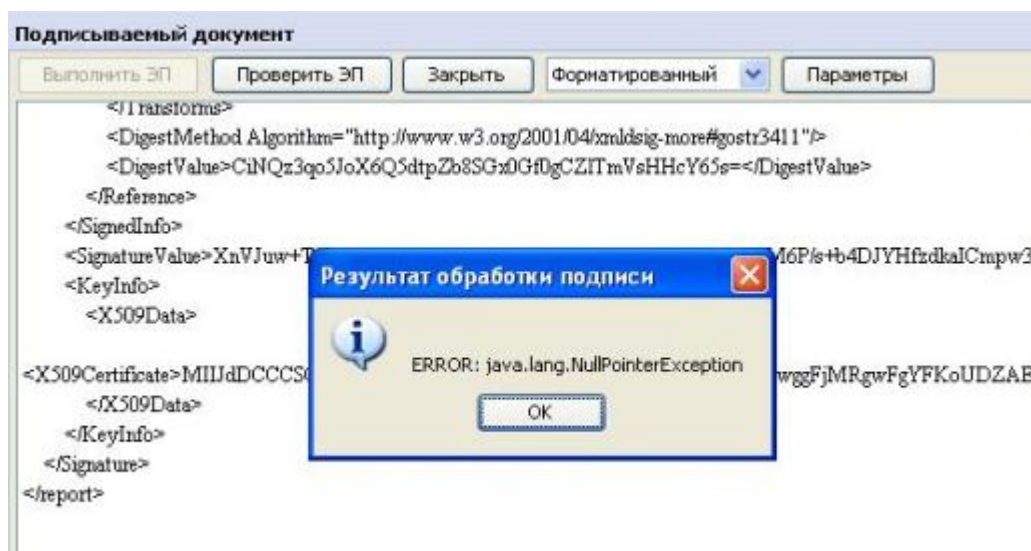 Подписываемый документ
Выполнить ЭП Проверить ЭП Закрыть Форматированный Параметры
</Transforms>
<DigestMethod Algorithm="http://www.w3.org/2001/04/xmldsig-more#gostr3411"/>
<DigestValue>CiNQz3qo5JoX6Q5dtpZb8SGx0Gf0gCZITmVsHHcY65s=</DigestValue>
</Reference>
</SignedInfo>
<SignatureValue>XnVJuw+T M6P/s+b4DJYHfzdkaICmpw3
<KeyInfo>
<X509Data>
<X509Certificate>MIIJdDCCCSG wggFjMRgwFgYFKoUDZAE
</X509Data>
</KeyInfo>
</Signature>
</report>
Результат обработки подписи
ERROR: java.lang.NullPointerException
OK